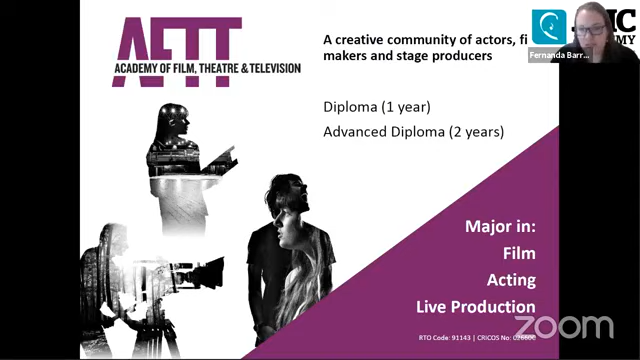 AFTT
ACADEMY OF FILM, THEATRE & TELEVISION
A creative community of actors, fi
makers and stage producers
Diploma (1 year)
Advanced Diploma (2 years)
Fernanda Barr...
Major in:
Film
Acting
Live Production
RTO Code: 91143 | CRICOS No:
zoom